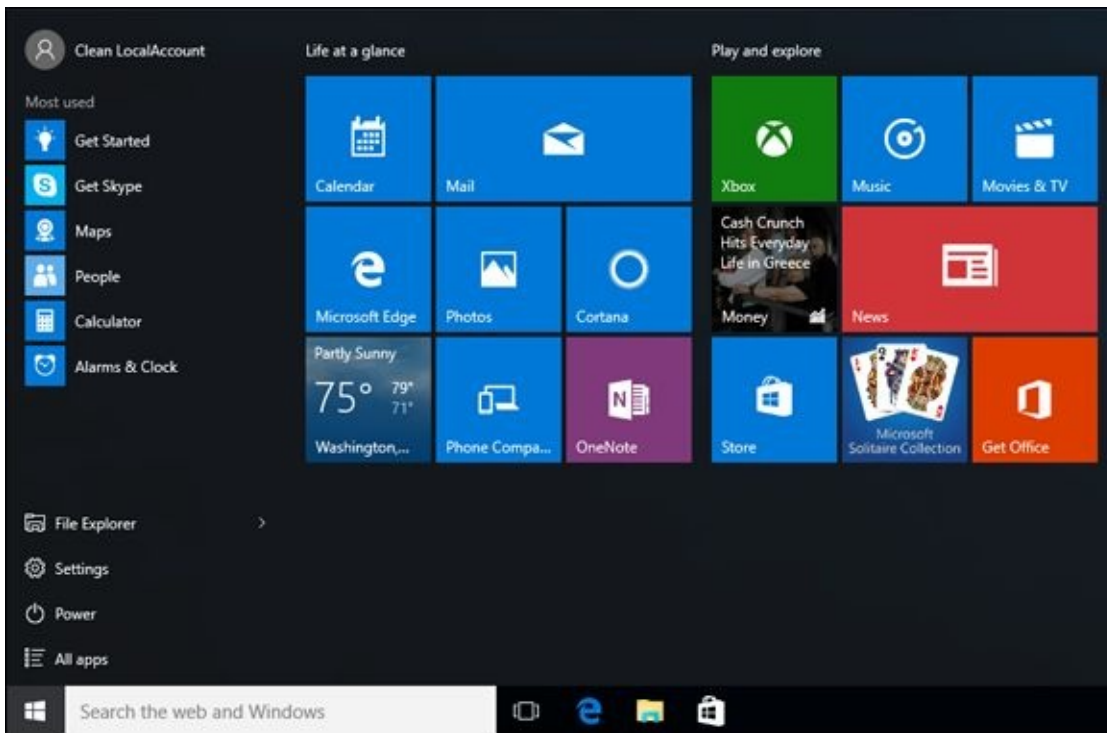 Clean LocalAccount
Most used
Get Started
Get Skype
Maps
People
Calculator
Alarms & Clock
File Explorer
Settings
Power
All apps
Life at a glance
Calendar
Mail
Microsoft Edge
Photos
Cortana
Partly Sunny
75° 79°
71°
Washington,...
Phone Compa...
OneNote
Play and explore
Xbox
Music
Movies & TV
Cash Crunch
Hits Everyday
Life in Greece
Money
News
Store
Microsoft
Solitaire Collection
Get Office
Search the web and Windows